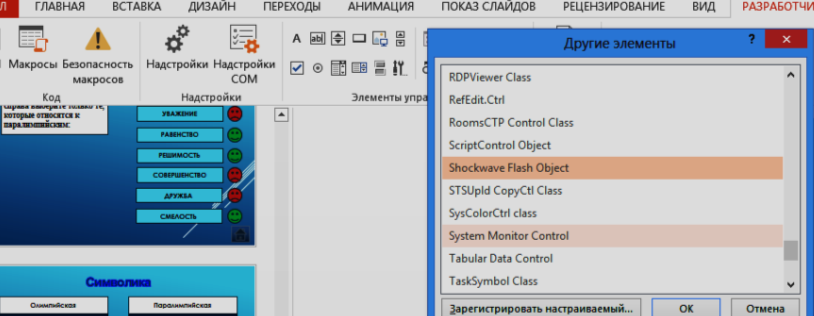 Л ГЛАВНАЯ ВСТАВКА ДИЗАЙН ПЕРЕХОДЫ АНИМАЦИЯ ПОКАЗ СЛАЙДОВ РЕЦЕНЗИРОВАНИЕ ВИД РАЗРАБОТЧИ
Макросы Безопасность макросов
Код
Надстройки Надстройки COM
Надстройки
A ab
Элементы упра
справа выберите только те,
которые относятся к
паралимпийским:
УВАЖЕНИЕ
РАВЕНСТВО
РЕШИМОСТЬ
СОВЕРШЕНСТВО
ДРУЖБА
СМЕЛОСТЬ
Символика
Олимпийская
Паралимпийская
Другие элементы
?
RDPViewer Class
RefEdit.Ctrl
RoomsCTP Control Class
ScriptControl Object
Shockwave Flash Object
STSUpld CopyCtl Class
SysColorCtrl class
System Monitor Control
Tabular Data Control
TaskSymbol Class
Зарегистрировать настраиваемый... ОК Отмена